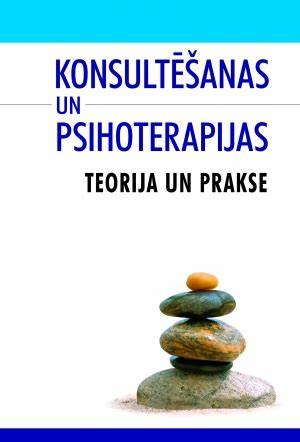 KONSULTĒŠANAS
UN
PSIHOTERAPIJAS
TEORIJA UN PRAKSE